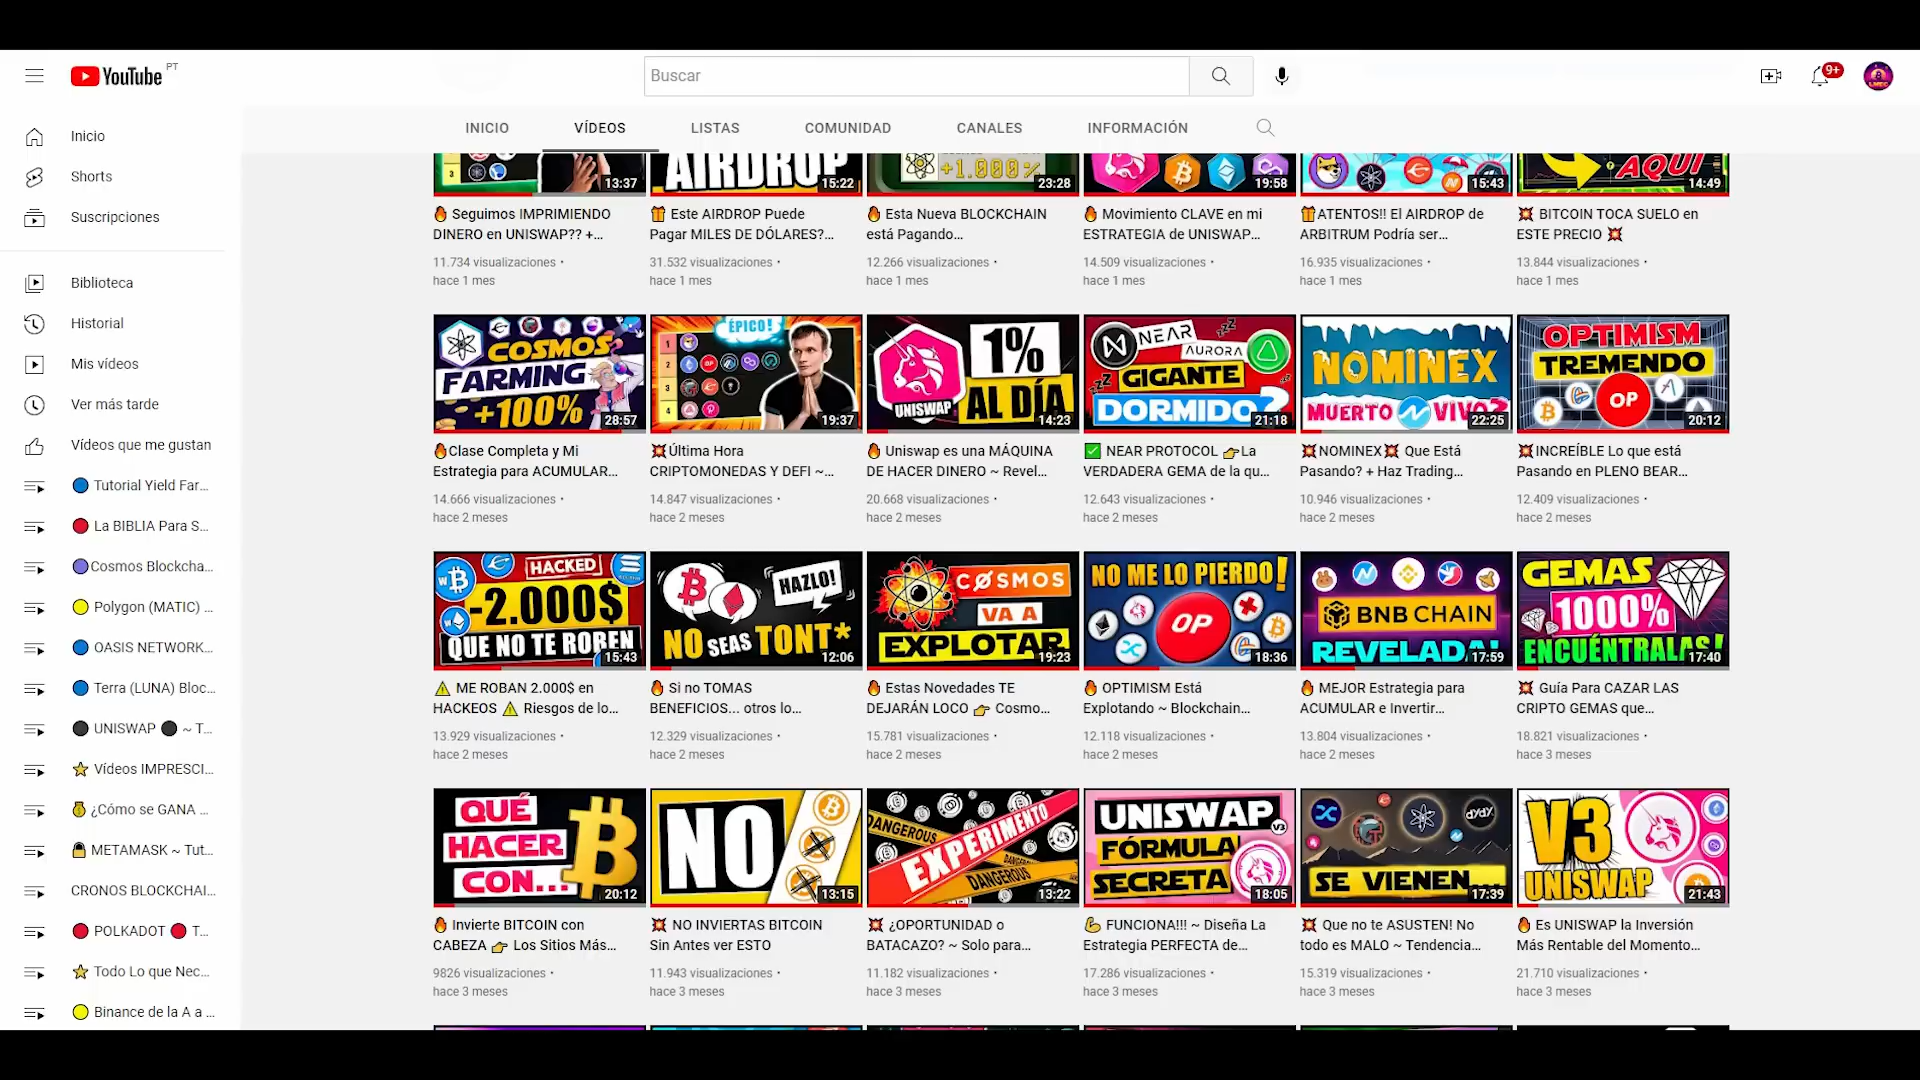 YouTube PT
Buscar
9+
INICIO VÍDEOS LISTAS COMUNIDAD CANALES INFORMACIÓN
Inicio
Shorts
Suscripciones
Biblioteca
Historial
Mis vídeos
Ver más tarde
Vídeos que me gustan
Tutorial Yield Far...
La BIBLIA Para S...
Cosmos Blockcha...
Polygon (MATIC) ...
OASIS NETWORK...
Terra (LUNA) Bloc...
UNISWAP ~ T...
Vídeos IMPRESCI...
¿Cómo se GANA ...
METAMASK ~ Tut...
CRONOS BLOCKCHAI...
POLKADOT T...
Todo Lo que Nec...
Binance de la A a ...
3
13:37
🔥 Seguimos IMPRIMIENDO
DINERO en UNISWAP?? +...
11.734 visualizaciones •
hace 1 mes
AIRDROP
15:22
🎁 Este AIRDROP Puede
Pagar MILES DE DÓLARES?...
31.532 visualizaciones •
hace 1 mes
+1.000%
23:28
🔥 Esta Nueva BLOCKCHAIN
está Pagando...
12.266 visualizaciones •
hace 1 mes
19:58
🔥 Movimiento CLAVE en mi
ESTRATEGIA de UNISWAP...
14.509 visualizaciones •
hace 1 mes
15:43
🎁ATENTOS!! El AIRDROP de
ARBITRUM Podría ser...
16.935 visualizaciones •
hace 1 mes
AQUI
14:49
💥 BITCOIN TOCA SUELO en
ESTE PRECIO 💥
13.844 visualizaciones •
hace 1 mes
COSMOS
FARMING
+100%
28:57
🔥Clase Completa y Mi
Estrategia para ACUMULAR...
14.666 visualizaciones •
hace 2 meses
ÉPICO!
1
2
3
4
19:37
💥Última Hora
CRIPTOMONEDAS Y DEFI ~...
14.847 visualizaciones •
hace 2 meses
1%
AL DÍA
UNISWAP
14:23
🔥 Uniswap es una MÁQUINA
DE HACER DINERO ~ Revel...
20.668 visualizaciones •
hace 2 meses
NEAR
AURORA
GIGANTE
DORMIDO?
21:18
✅ NEAR PROTOCOL 👉La
VERDADERA GEMA de la qu...
12.643 visualizaciones •
hace 2 meses
NOMINEX
MUERTO VIVO?
22:25
💥NOMINEX💥 Que Está
Pasando? + Haz Trading...
10.946 visualizaciones •
hace 2 meses
OPTIMISM
TREMENDO
OP
20:12
💥INCREÍBLE Lo que está
Pasando en PLENO BEAR...
12.409 visualizaciones •
hace 2 meses
HACKED
-2.000$
QUE NO TE ROBEN
15:43
⚠️ ME ROBAN 2.000$ en
HACKEOS ⚠️ Riesgos de lo...
13.929 visualizaciones •
hace 2 meses
HAZLO!
NO SEAS TONT*
12:06
🔥 Si no TOMAS
BENEFICIOS... otros lo...
12.329 visualizaciones •
hace 2 meses
COSMOS
VA A
EXPLOTAR
19:23
🔥 Estas Novedades TE
DEJARÁN LOCO 👉 Cosmo...
15.781 visualizaciones •
hace 2 meses
NO ME LO PIERDO!
OP
18:36
🔥 OPTIMISM Está
Explotando ~ Blockchain...
12.118 visualizaciones •
hace 2 meses
BNB CHAIN
REVELADA!
17:59
🔥 MEJOR Estrategia para
ACUMULAR e Invertir...
13.804 visualizaciones •
hace 2 meses
GEMAS
1000%
ENCUÉNTRALAS!
17:40
💥 Guía Para CAZAR LAS
CRIPTO GEMAS que...
18.821 visualizaciones •
hace 3 meses
QUÉ
HACER
CON...
20:12
🔥 Invierte BITCOIN con
CABEZA 👉 Los Sitios Más...
9826 visualizaciones •
hace 3 meses
NO
13:15
💥 NO INVIERTAS BITCOIN
Sin Antes ver ESTO
11.943 visualizaciones •
hace 3 meses
DANGEROUS
EXPERIMENTO
DANGEROUS
13:22
💥 ¿OPORTUNIDAD o
BATACAZO? ~ Solo para...
11.182 visualizaciones •
hace 3 meses
UNISWAP V3
FÓRMULA
SECRETA
18:05
💪 FUNCIONA!!! ~ Diseña La
Estrategia PERFECTA de...
17.286 visualizaciones •
hace 3 meses
dydx
SE VIENEN...
17:39
💥 Que no te ASUSTEN! No
todo es MALO ~ Tendencia...
15.319 visualizaciones •
hace 3 meses
V3
UNISWAP
21:43
🔥 Es UNISWAP la Inversión
Más Rentable del Momento...
21.710 visualizaciones •
hace 3 meses